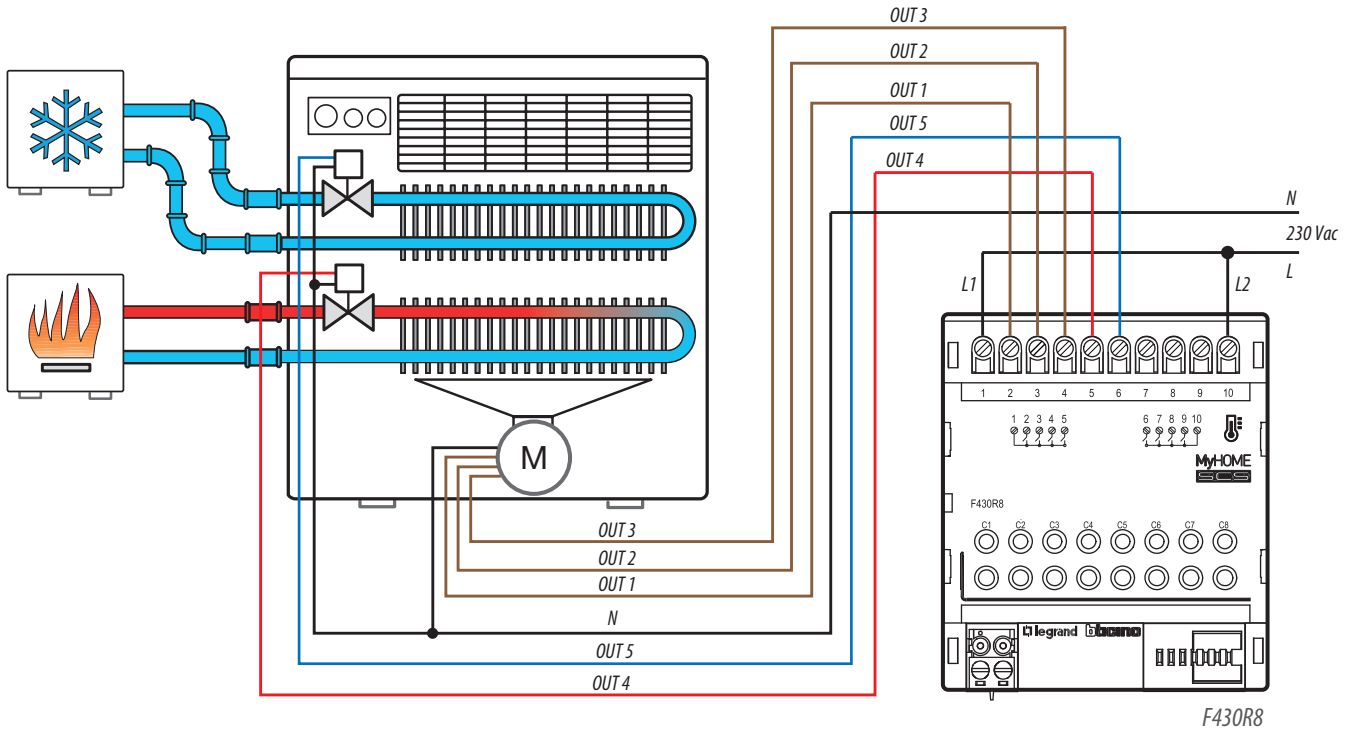 OUT 3
OUT 2
OUT 1
OUT 5
OUT 4
N
230 Vac
L
L1
L2
1 2 3 4 5 6 7 8 9 10
1 2 3 4 5
6 7 8 9 10
MyHOME
SCS
F430R8
C1 C2 C3 C4 C5 C6 C7 C8
legrand bticino
M
OUT 3
OUT 2
OUT 1
N
OUT 5
OUT 4
F430R8